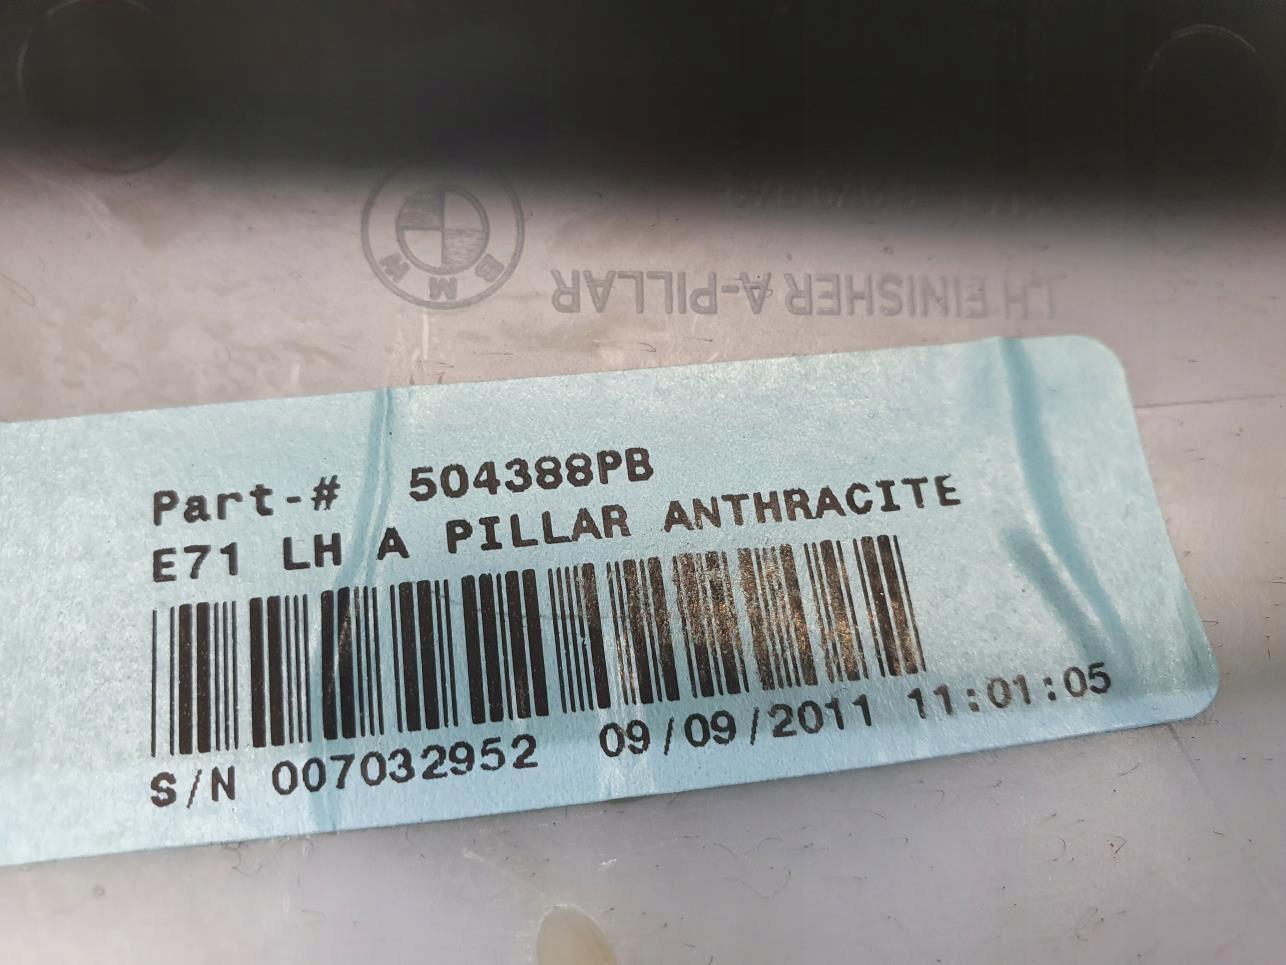 BMW
LH FINISHER A-PILLAR
Part-# 504388PB
E71 LH A PILLAR ANTHRACITE
S/N 007032952 09/09/2011 11:01:05